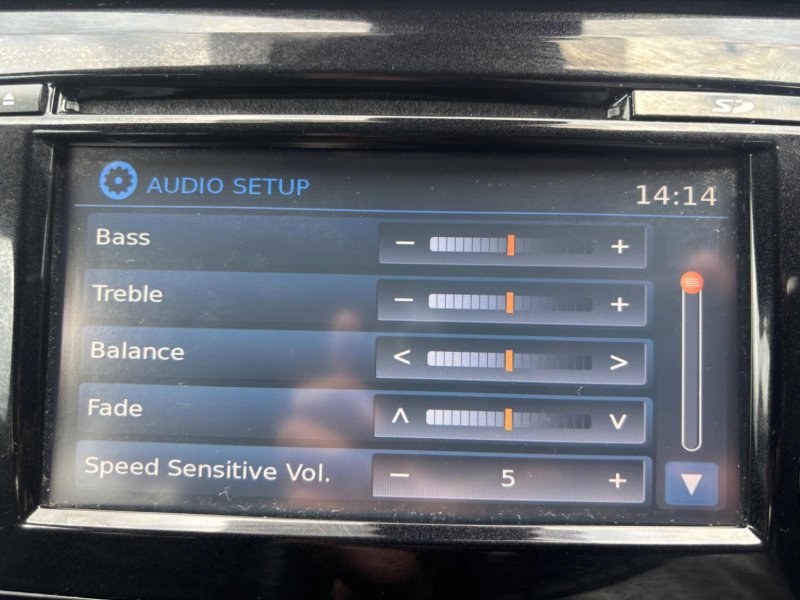 SD
AUDIO SETUP
14:14
Bass
− +
Treble
− +
Balance
< >
Fade
Speed Sensitive Vol.
− 5 +